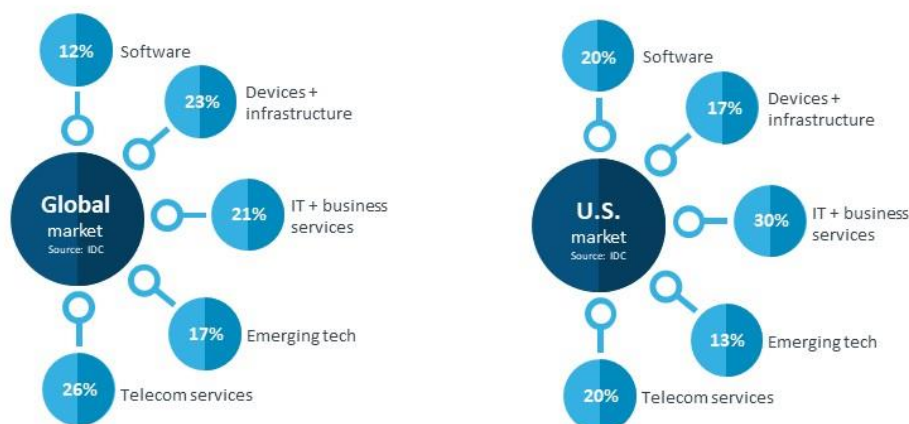 12%
Software
23%
Devices +
infrastructure
Global
market
Source: IDC
21%
IT + business
services
17%
Emerging tech
26%
Telecom services
20%
Software
17%
Devices +
infrastructure
U.S.
market
Source: IDC
30%
IT + business
services
13%
Emerging tech
20%
Telecom services